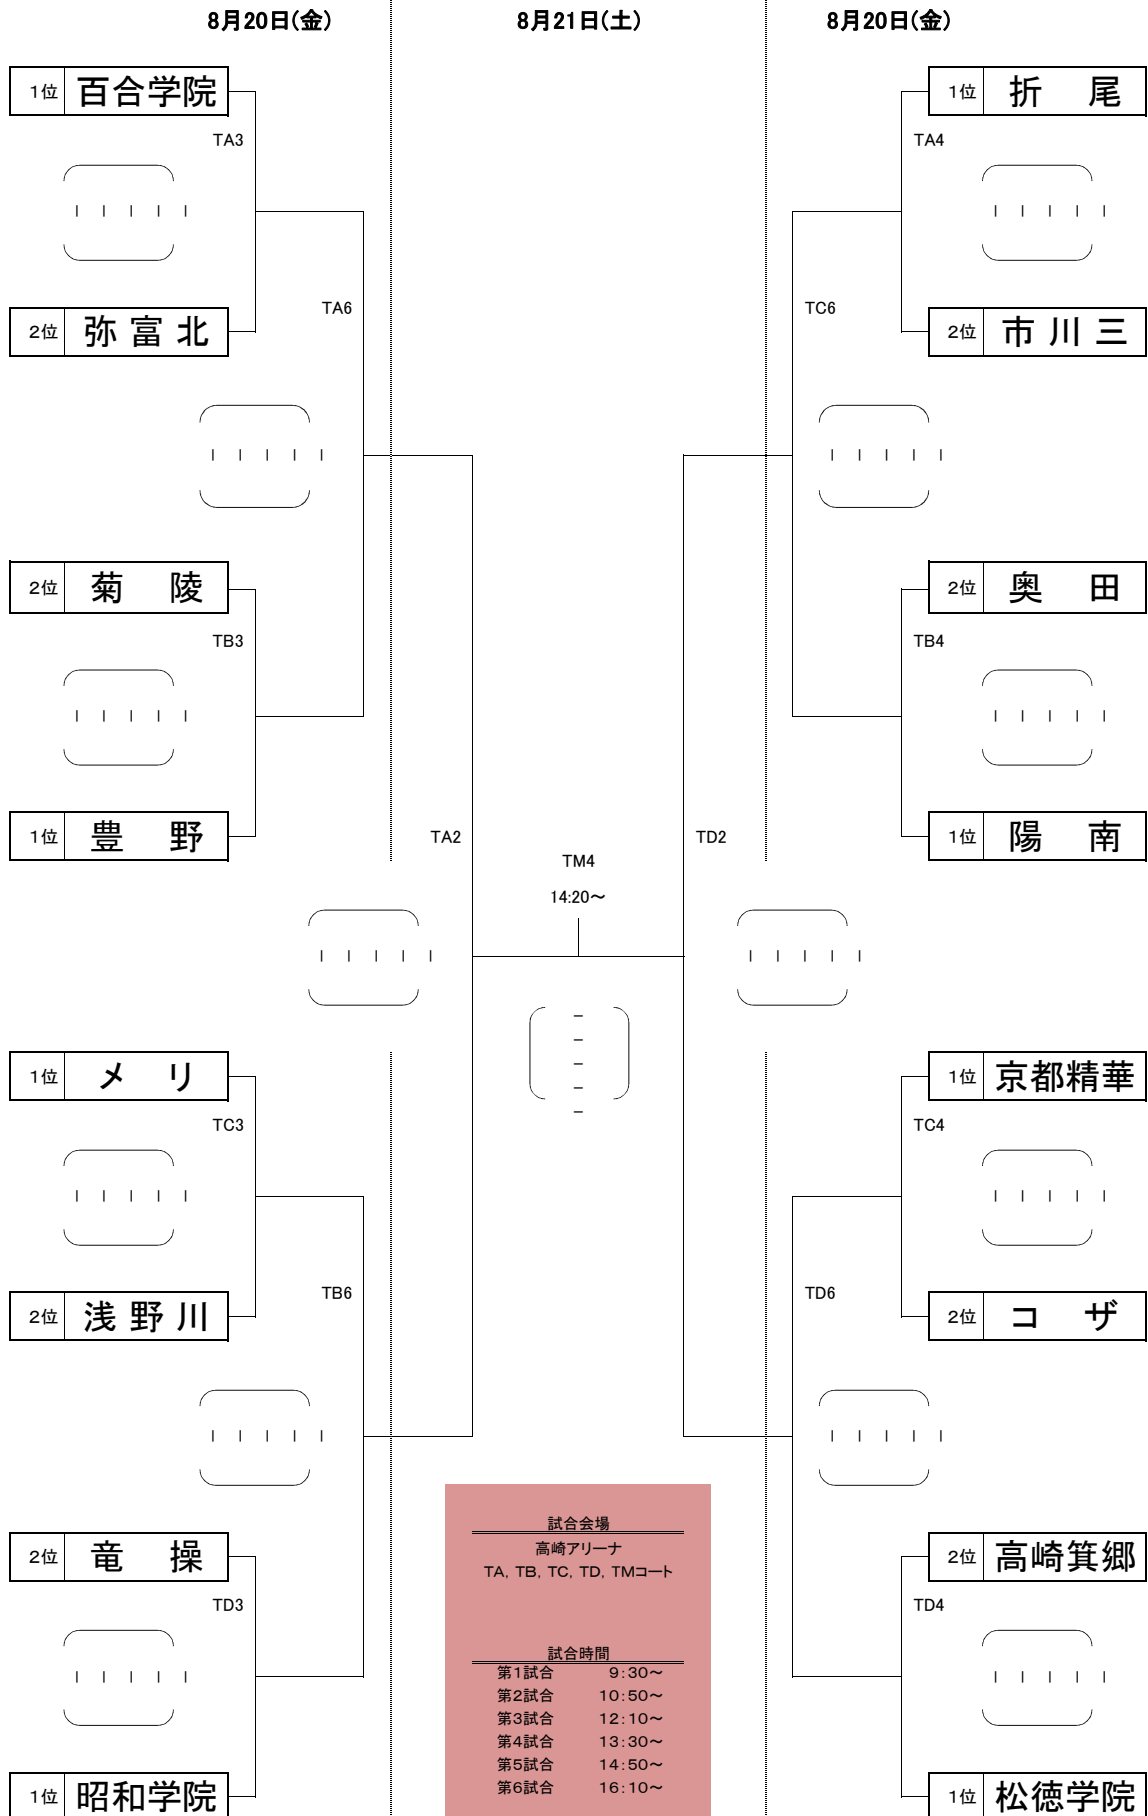 8月20日(金) 8月21日(土) 8月20日(金)
1位 百合学院 1位 折 尾
TA3 TA4
TA6 TC6
2位 弥富北 2位 市川三
2位 菊 陵 2位 奥 田
TB3 TB4
1位 豊 野 TA2 TD2 1位 陽 南
TM4
14:20～
1位 メ リ 1位 京都精華
TC3 TC4
TB6 TD6
2位 浅野川 2位 コ ザ
試合会場
高崎アリーナ
TA, TB, TC, TD, TMコート
2位 竜 操 2位 高崎箕郷
TD3 TD4
試合時間
第1試合 9:30～
第2試合 10:50～
第3試合 12:10～
第4試合 13:30～
第5試合 14:50～
第6試合 16:10～
1位 昭和学院 1位 松徳学院